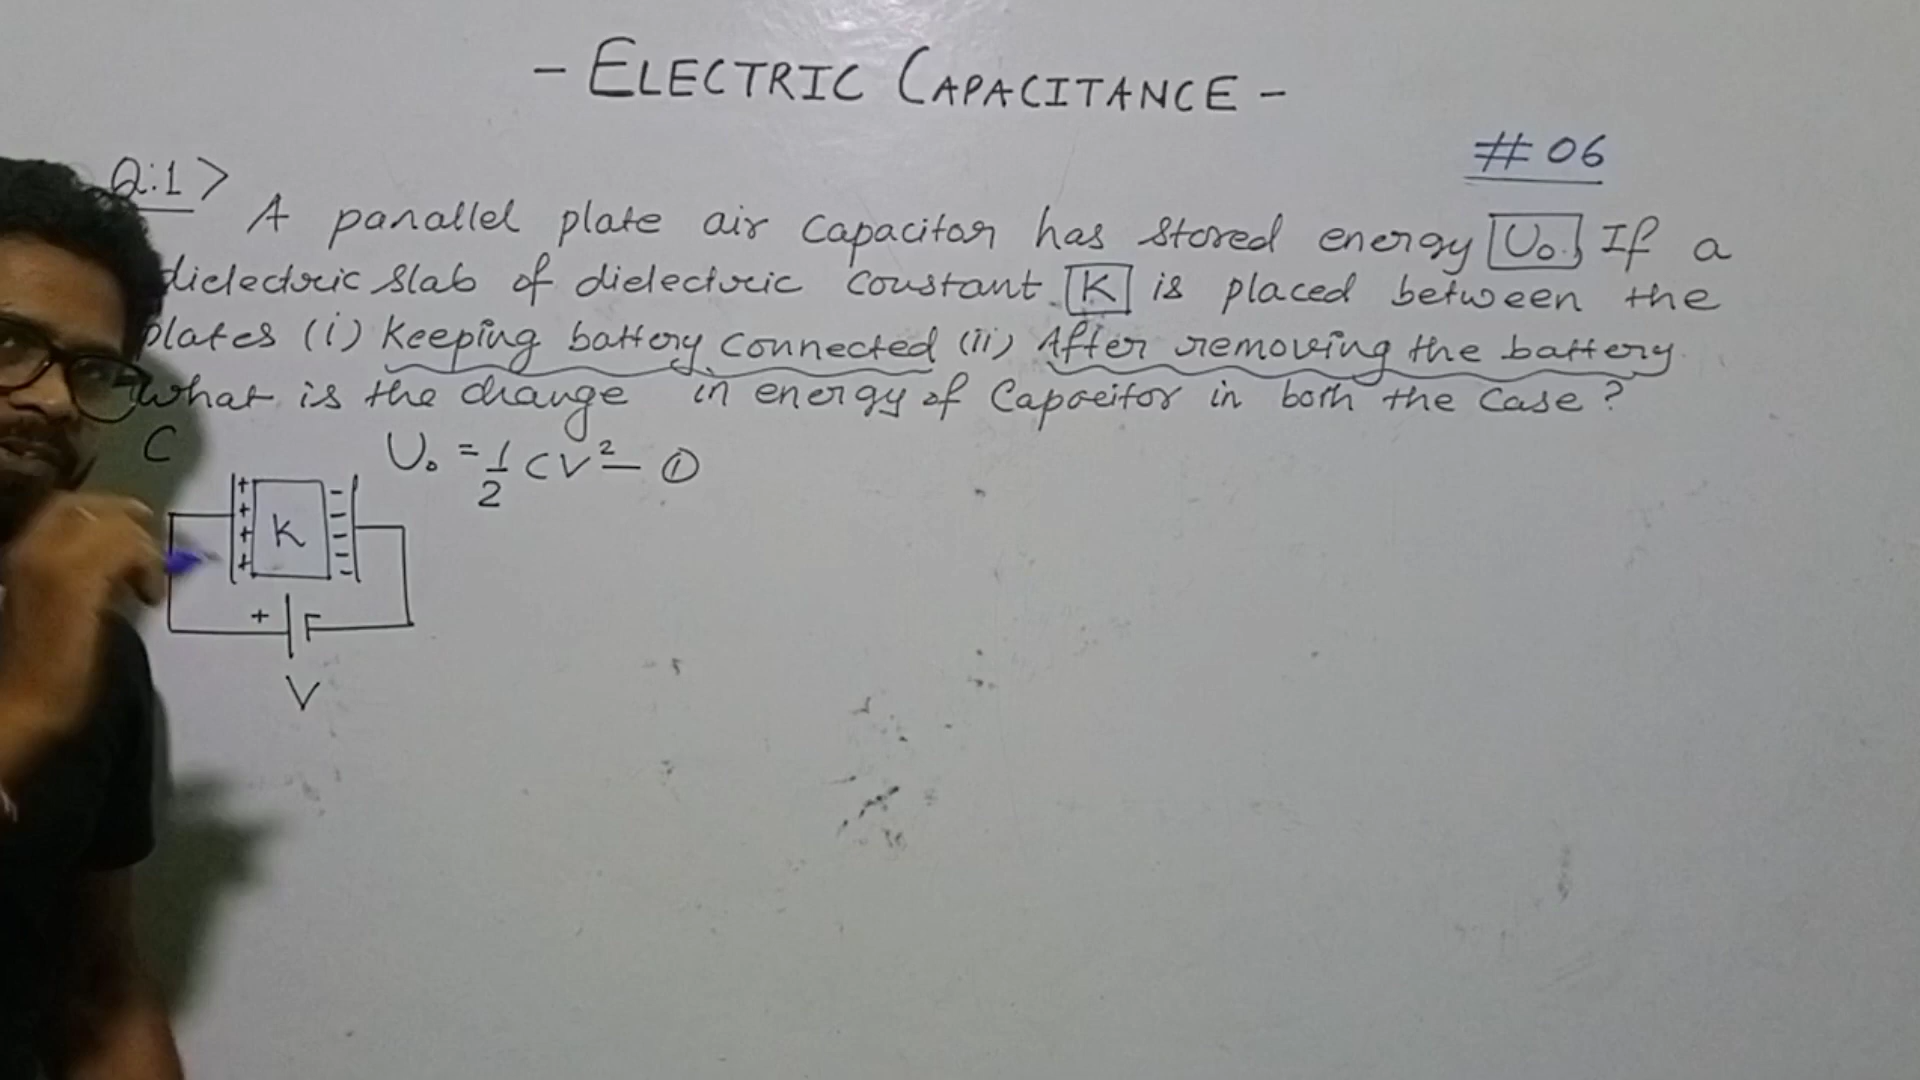 - ELECTRIC CAPACITANCE -
# 06
Q:1>
A parallel plate air capacitor has stored energy U₀. If a
dielectric slab of dielectric constant K is placed between the
plates (i) Keeping battery connected (ii) After removing the battery
What is the change in energy of Capacitor in both the Case ?
C
U₀ = 1/2 CV² — ①
+ + + + K - - - - -
+
V